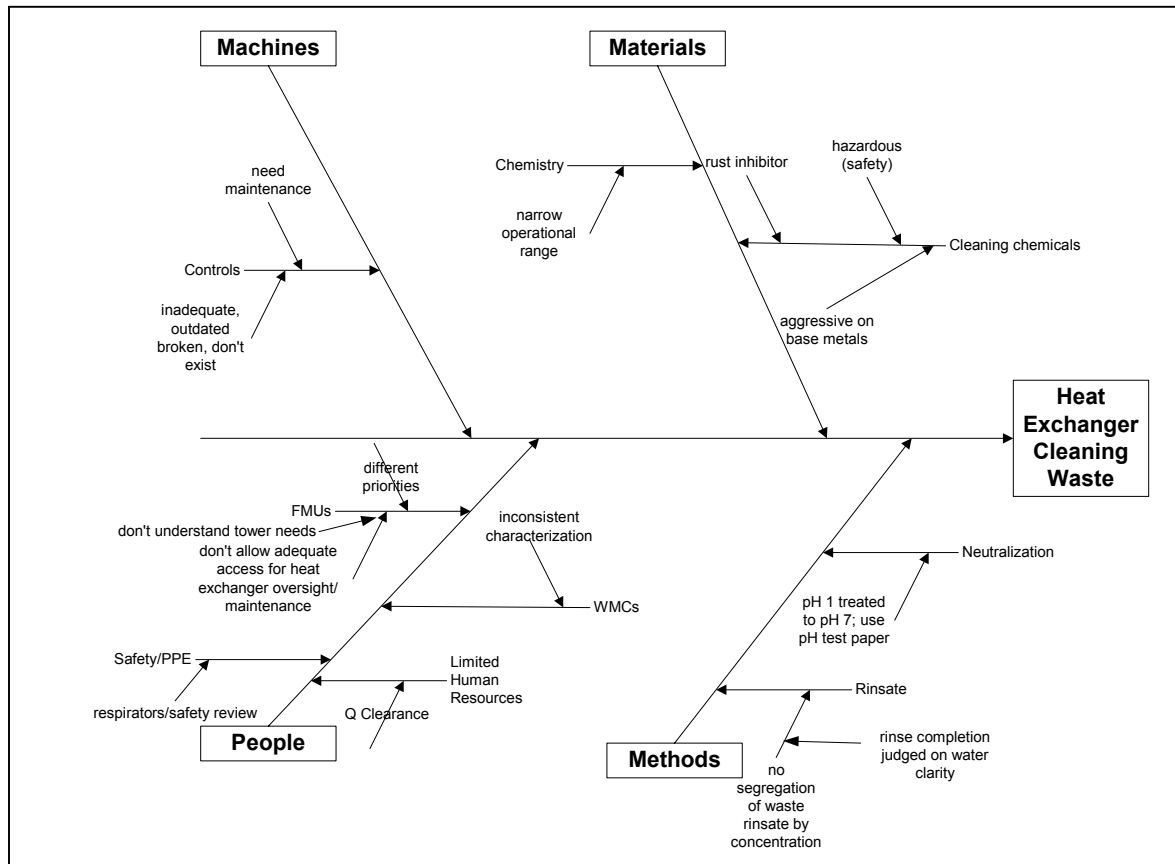 Machines
Materials
need
maintenance
Controls
inadequate,
outdated
broken, don't
exist
Chemistry
narrow
operational
range
rust inhibitor
hazardous
(safety)
Cleaning chemicals
aggressive on
base metals
Heat
Exchanger
Cleaning
Waste
different
priorities
FMUs
don't understand tower needs
don't allow adequate
access for heat
exchanger oversight/
maintenance
inconsistent
characterization
WMCs
Safety/PPE
respirators/safety review
Limited
Human
Resources
Q Clearance
People
Neutralization
pH 1 treated
to pH 7; use
pH test paper
Rinsate
rinse completion
judged on water
clarity
no
segregation
of waste
rinsate by
concentration
Methods